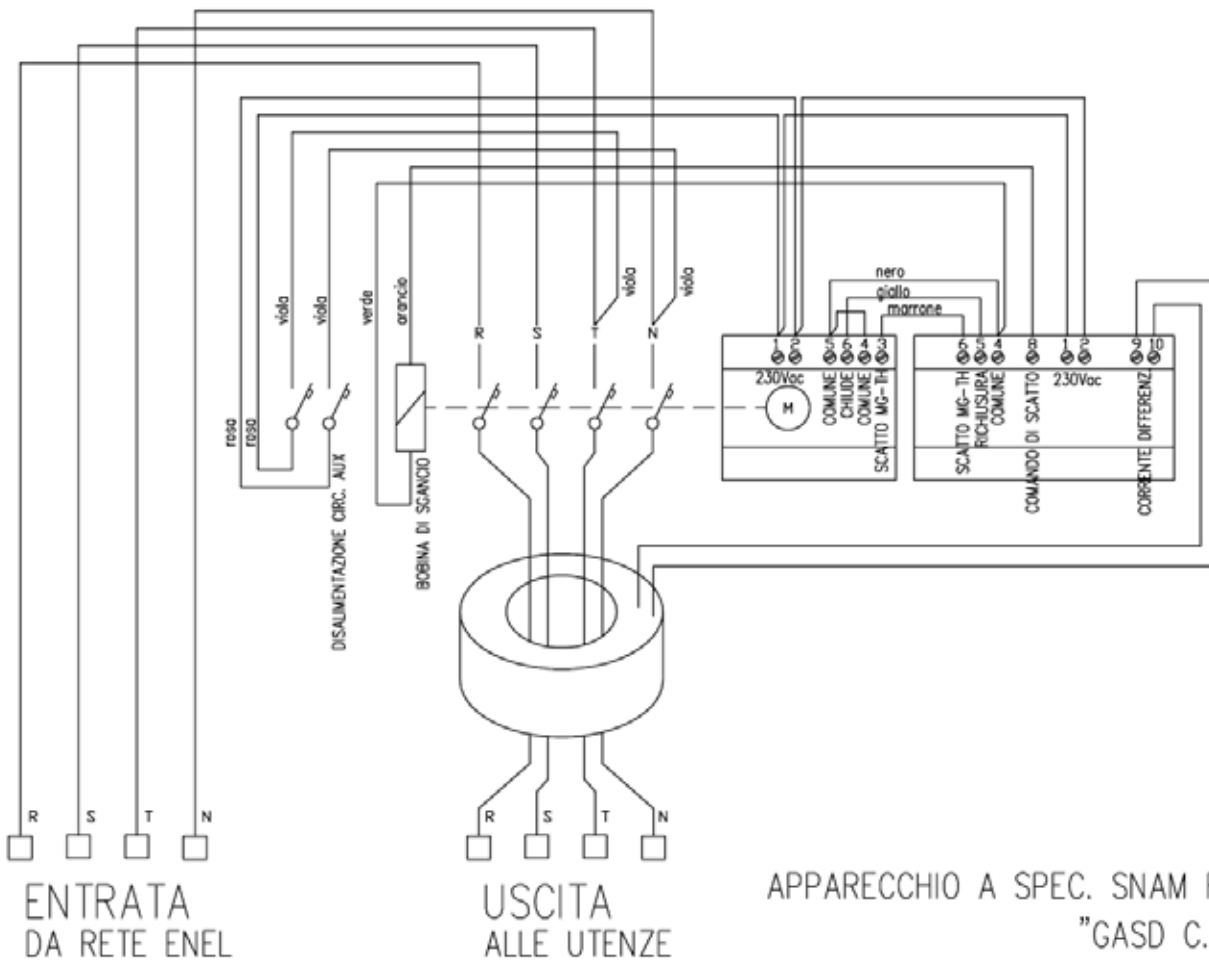 nero
giallo
marrone
viola
viola
verde
arancio
viola
viola
R
S
T
N
1
2
5
6
4
3
6
5
4
8
1
2
9
10
230Vac
230Vac
M
COMUNE
CHIUDE
COMUNE
SCATTO MG-TH
SCATTO MG-TH
RICHIUSURA
COMUNE
COMANDO DI SCATTO
CORRENTE DIFFERENZ
rosa
rosa
DISALIMENTAZIONE CIRC. AUX
BOBINA DI SGANCIO
R
S
T
N
R
S
T
N
ENTRATA
DA RETE ENEL
USCITA
ALLE UTENZE
APPARECCHIO A SPEC. SNAM
"GASD C.